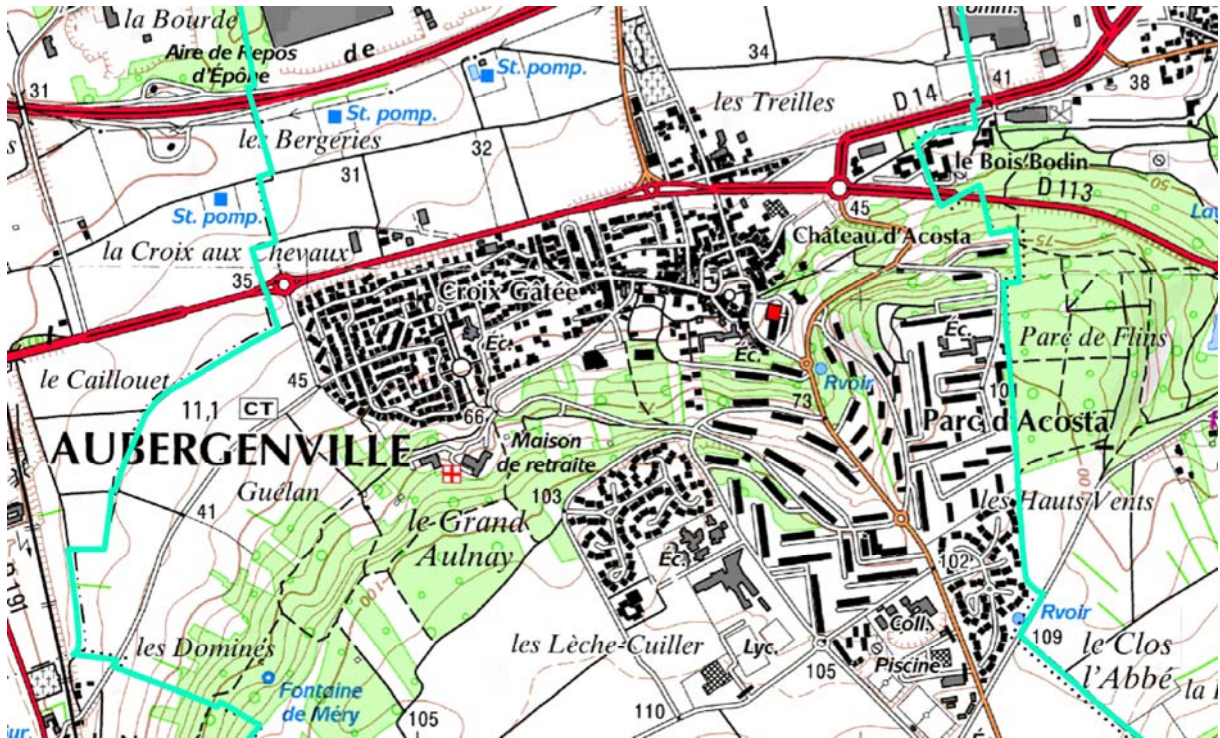 la Bourde
Aire de Repos
d'Épône
de
31
St. pomp.
34
41
38
les Treilles
D 14
St. pomp.
les Bergeries
32
31
le Bois Bodin
50
D 113
St. pomp.
45
75
la Croix aux Chevaux
Château d'Acosta
35
Croix Gâtée
Éc.
Éc.
Éc.
Parc de Flins
le Caillouet
45
Rvoir
101
11,1
CT
66
73
Parc d'Acosta
AUBERGENVILLE
Maison
de retraite
Guélan
103
les Hauts Vents
41
le Grand
Aulnay
Éc.
102
100
D 191
Rvoir
les Dominés
les Lèche-Cuiller
Lyc.
Coll.
109
le Clos
l'Abbé
105
Piscine
Fontaine
de Méry
105
110